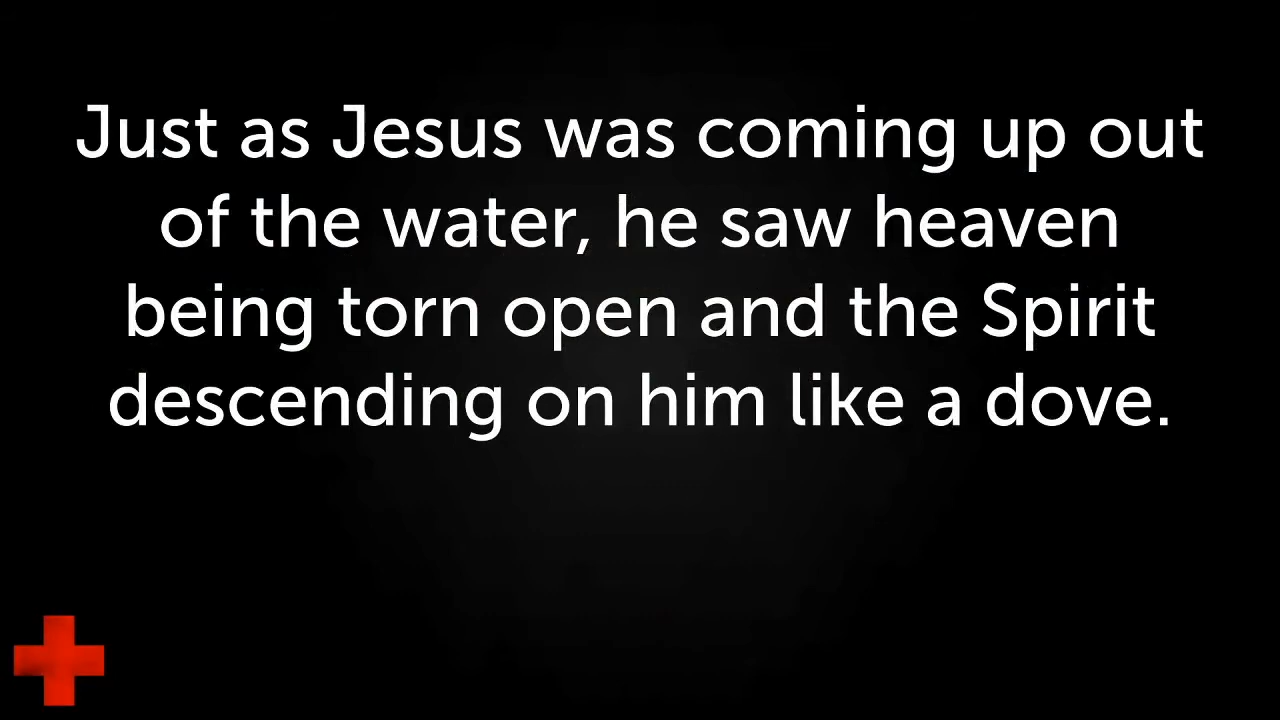 Just as Jesus was coming up out
of the water, he saw heaven
being torn open and the Spirit
descending on him like a dove.